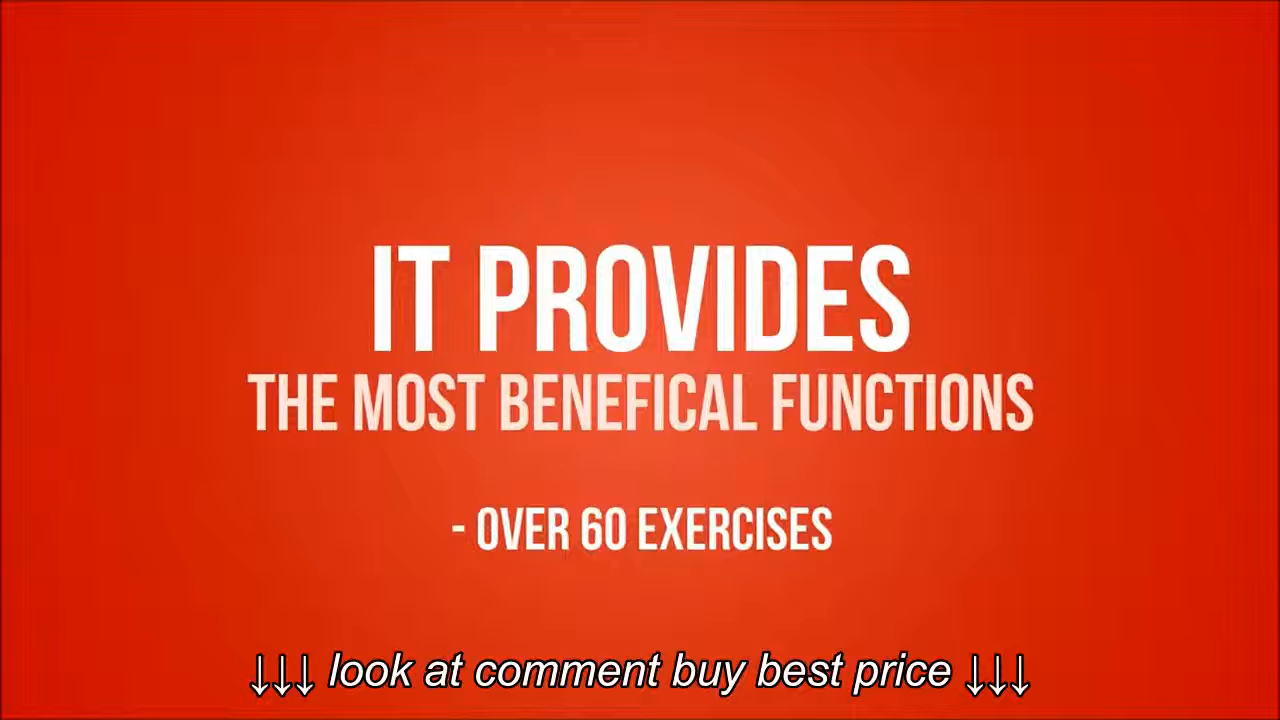 IT PROVIDES
THE MOST BENEFICAL FUNCTIONS
- OVER 60 EXERCISES
↓↓↓ look at comment buy best price ↓↓↓